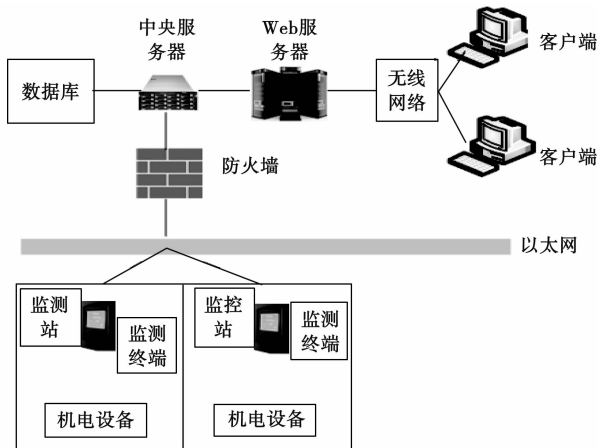 中央服
务器
Web服
务器
数据库
无线
网络
客户端
客户端
防火墙
以太网
监测
站
监测
终端
机电设备
监控
站
监测
终端
机电设备